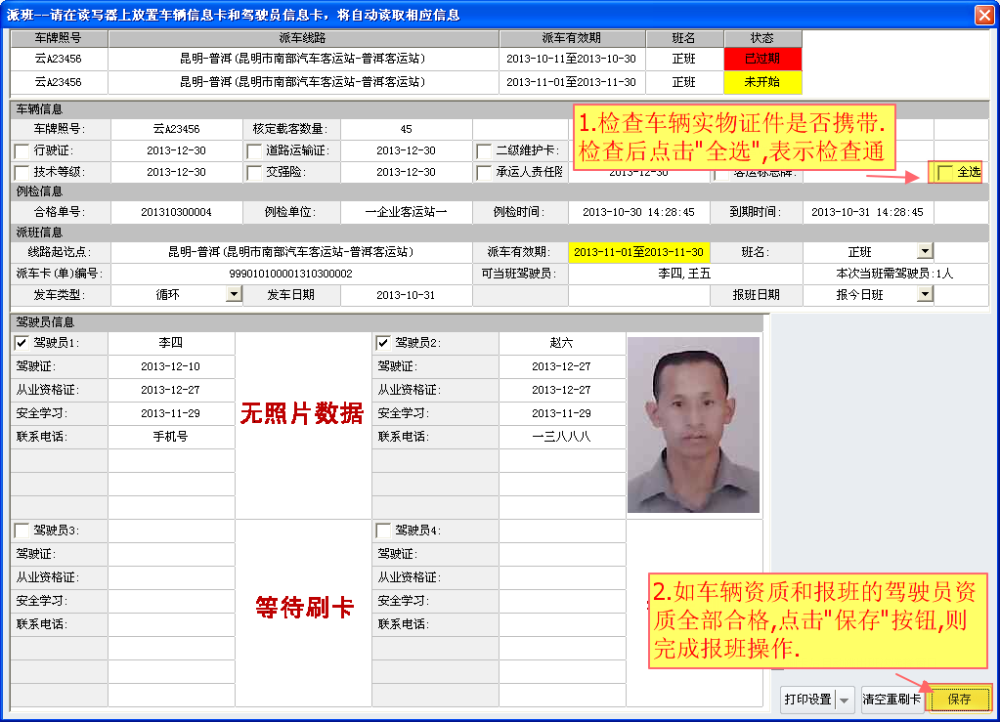 派班--请在读写器上放置车辆信息卡和驾驶员信息卡，将自动读取相应信息
车牌照号 派车线路 派车有效期 班名 状态
云A23456 昆明-普洱(昆明市南部汽车客运站-普洱客运站) 2013-10-11至2013-10-30 正班 已过期
云A23456 昆明-普洱(昆明市南部汽车客运站-普洱客运站) 2013-11-01至2013-11-30 正班 未开始
车辆信息
车牌照号: 云A23456 核定载客数量: 45
行驶证: 2013-12-30 道路运输证: 2013-12-30 二级维护卡:
技术等级: 2013-12-30 交强险: 2013-12-30 承运人责任险 2013-12-30 客运标志牌: 全选
1.检查车辆实物证件是否携带.
检查后点击"全选",表示检查通
例检信息
合格单号: 201310300004 例检单位: 一企业客运站一 例检时间: 2013-10-30 14:28:45 到期时间: 2013-10-31 14:28:45
派班信息
线路起讫点: 昆明-普洱(昆明市南部汽车客运站-普洱客运站) 派车有效期: 2013-11-01至2013-11-30 班名: 正班
派车卡(单)编号: 999010100001310300002 可当班驾驶员: 李四,王五 本次当班需驾驶员:1人
发车类型: 循环 发车日期 2013-10-31 报班日期 报今日班
驾驶员信息
驾驶员1: 李四 驾驶员2: 赵六
驾驶证: 2013-12-10 驾驶证: 2013-12-27
从业资格证: 2013-12-27 从业资格证: 2013-12-27
安全学习: 2013-11-29 无照片数据 安全学习: 2013-11-29
联系电话: 手机号 联系电话: 一三八八八
驾驶员3: 驾驶员4:
驾驶证: 驾驶证:
从业资格证: 从业资格证:
安全学习: 等待刷卡 安全学习:
联系电话: 联系电话:
2.如车辆资质和报班的驾驶员资
质全部合格,点击"保存"按钮,则
完成报班操作.
打印设置 清空重刷卡 保存